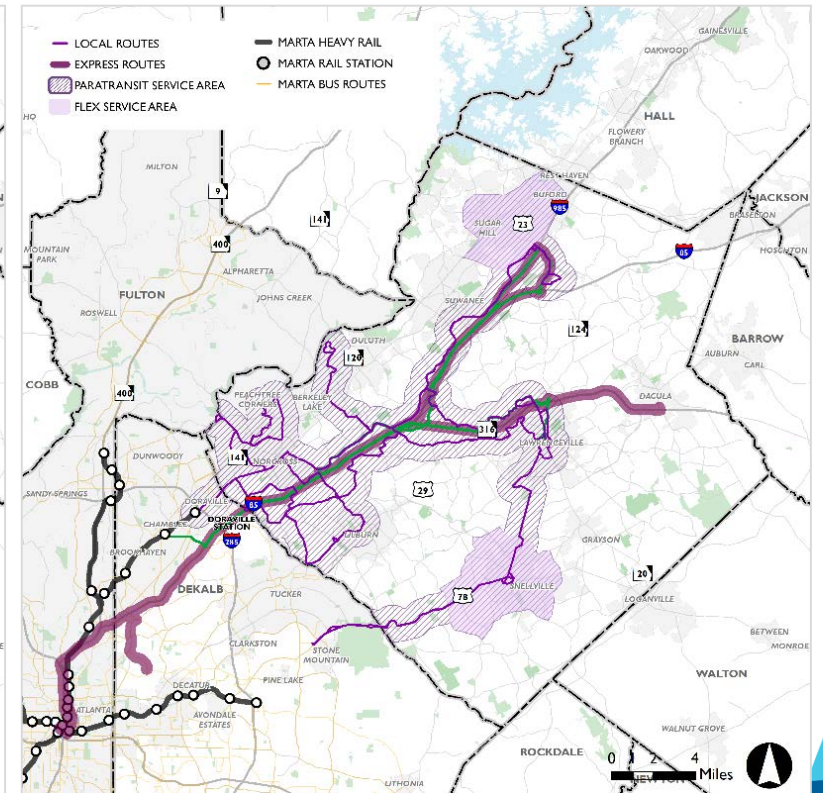 LOCAL ROUTES
EXPRESS ROUTES
PARATRANSIT SERVICE AREA
FLEX SERVICE AREA
MARTA HEAVY RAIL
MARTA RAIL STATION
MARTA BUS ROUTES
GAINESVILLE
OAKWOOD
HALL
FLOWERY
BRANCH
HO
MILTON
9
141
REST HAVEN
BUFORD
985
JACKSON
BRASELTON
SUGAR
HILL
23
HOSCHTON
MOUNTAIN
PARK
400
ALPHARETTA
85
FULTON
JOHNS CREEK
SUWANEE
ROSWELL
124
BARROW
DULUTH
120
AUBURN
CARL
COBB
400
PEACHTREE
CORNERS
BERKELEY
LAKE
DACULA
316
DUNWOODY
141
NORCROSS
LAWRENCEVILLE
SANDY SPRINGS
29
DORAVILLE
85
DORAVILLE
STATION
CHAMBLEE
285
LILBURN
BROOKHAVEN
GRAYSON
20
SNELLVILLE
DEKALB
TUCKER
78
LOGANVILLE
BETWEEN
CLARKSTON
STONE
MOUNTAIN
MONROE
PINE LAKE
WALTON
DECATUR
ATLANTA
AVONDALE
ESTATES
WALNUT GROVE
ROCKDALE
0 1 2 4
Miles
NEWTON
LITHONIA